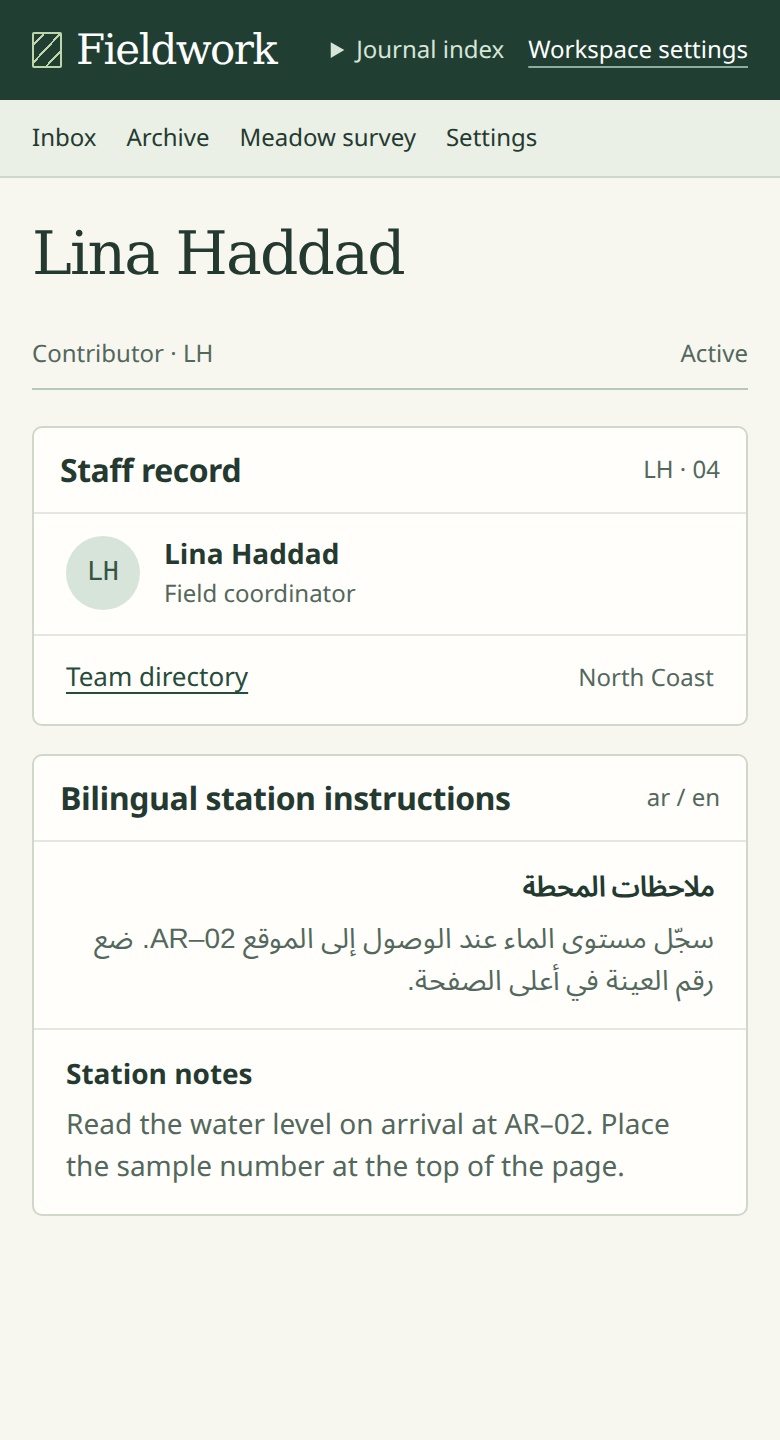 Fieldwork
Journal index
Workspace settings
Inbox
Archive
Meadow survey
Settings
Lina Haddad
Contributor · LH
Active
Staff record
LH · 04
LH
Lina Haddad
Field coordinator
Team directory
North Coast
Bilingual station instructions
ar / en
ملاحظات المحطة
سجّل مستوى الماء عند الوصول إلى الموقع AR–02. ضع
رقم العينة في أعلى الصفحة.
Station notes
Read the water level on arrival at AR–02. Place
the sample number at the top of the page.